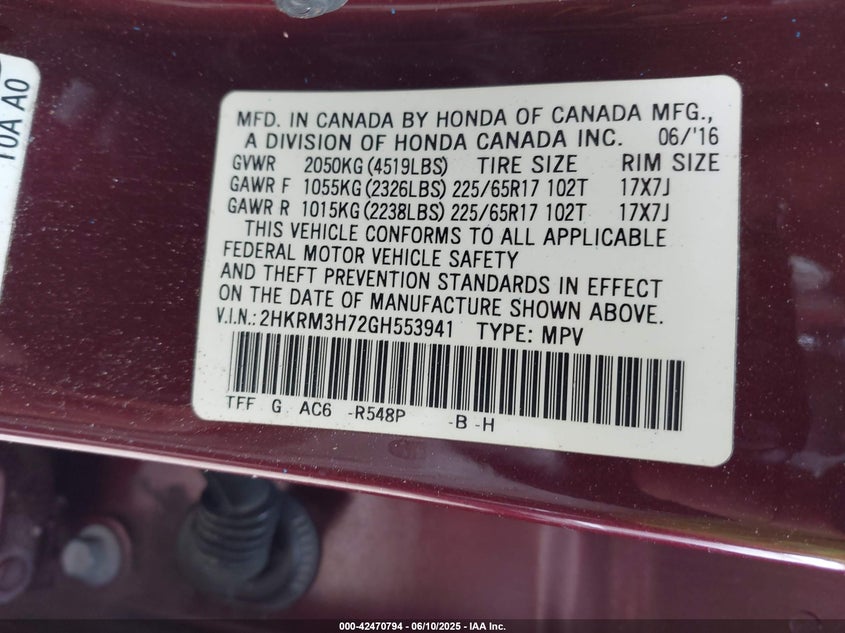 10A A0
MFD. IN CANADA BY HONDA OF CANADA MFG.,
A DIVISION OF HONDA CANADA INC. 06/'16
GVWR 2050KG (4519LBS) TIRE SIZE RIM SIZE
GAWR F 1055KG (2326LBS) 225/65R17 102T 17X7J
GAWR R 1015KG (2238LBS) 225/65R17 102T 17X7J
THIS VEHICLE CONFORMS TO ALL APPLICABLE
FEDERAL MOTOR VEHICLE SAFETY
AND THEFT PREVENTION STANDARDS IN EFFECT
ON THE DATE OF MANUFACTURE SHOWN ABOVE.
V.I.N.: 2HKRM3H72GH553941 TYPE: MPV
TFF G AC6 -R548P -B -H
000-42470794 - 06/10/2025 - IAA Inc.